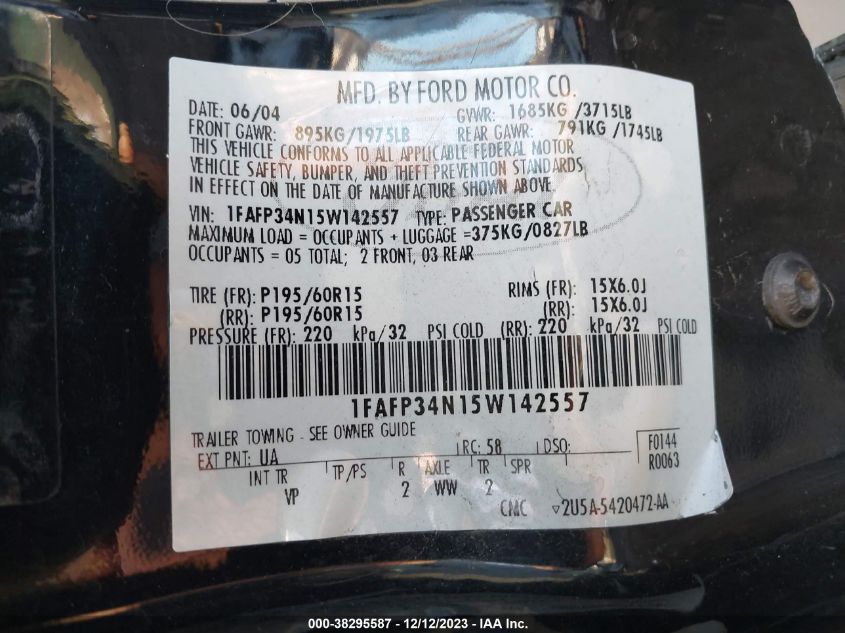 MFD. BY FORD MOTOR CO.
DATE: 06/04 GVWR: 1685KG/3715LB
FRONT GAWR: 895KG/1975LB REAR GAWR: 791KG/1745LB
THIS VEHICLE CONFORMS TO ALL APPLICABLE FEDERAL MOTOR
VEHICLE SAFETY, BUMPER, AND THEFT PREVENTION STANDARDS
IN EFFECT ON THE DATE OF MANUFACTURE SHOWN ABOVE.
VIN: 1FAFP34N15W142557 TYPE: PASSENGER CAR
MAXIMUM LOAD = OCCUPANTS + LUGGAGE =375KG/0827LB
OCCUPANTS = 05 TOTAL; 2 FRONT, 03 REAR
TIRE (FR): P195/60R15 RIMS (FR): 15X6.0J
(RR): P195/60R15 (RR): 15X6.0J
PRESSURE (FR): 220 kPa/32 PSI COLD (RR): 220 kPa/32 PSI COLD
1FAFP34N15W142557
TRAILER TOWING - SEE OWNER GUIDE
EXT PNT: UA RC: 58 DSO: F0144
R0063
INT TR TP/PS R AXLE TR SPR
VP 2 WW 2
CMC ▽2U5A-5420472-AA
000-38295587 - 12/12/2023 - IAA Inc.